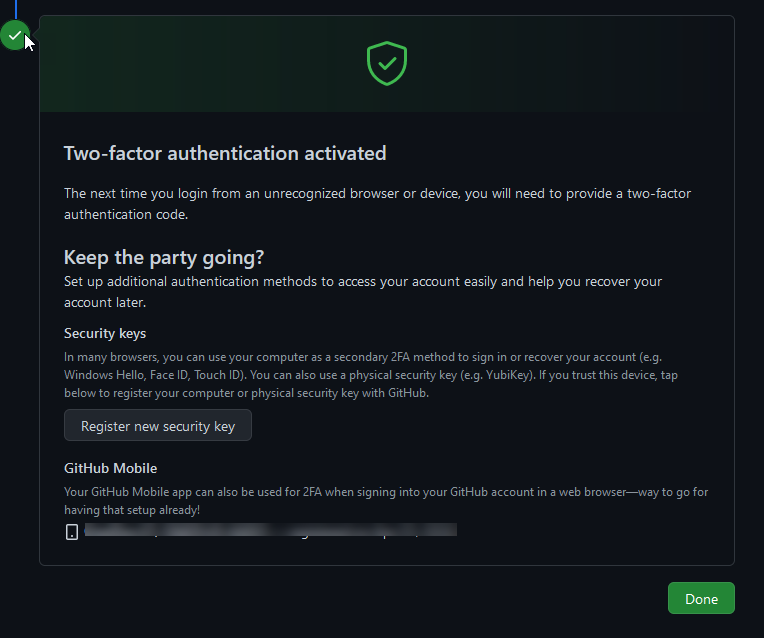 Two-factor authentication activated
The next time you login from an unrecognized browser or device, you will need to provide a two-factor
authentication code.
Keep the party going?
Set up additional authentication methods to access your account easily and help you recover your
account later.
Security keys
In many browsers, you can use your computer as a secondary 2FA method to sign in or recover your account (e.g.
Windows Hello, Face ID, Touch ID). You can also use a physical security key (e.g. YubiKey). If you trust this device, tap
below to register your computer or physical security key with GitHub.
Register new security key
GitHub Mobile
Your GitHub Mobile app can also be used for 2FA when signing into your GitHub account in a web browser—way to go for
having that setup already!
Done